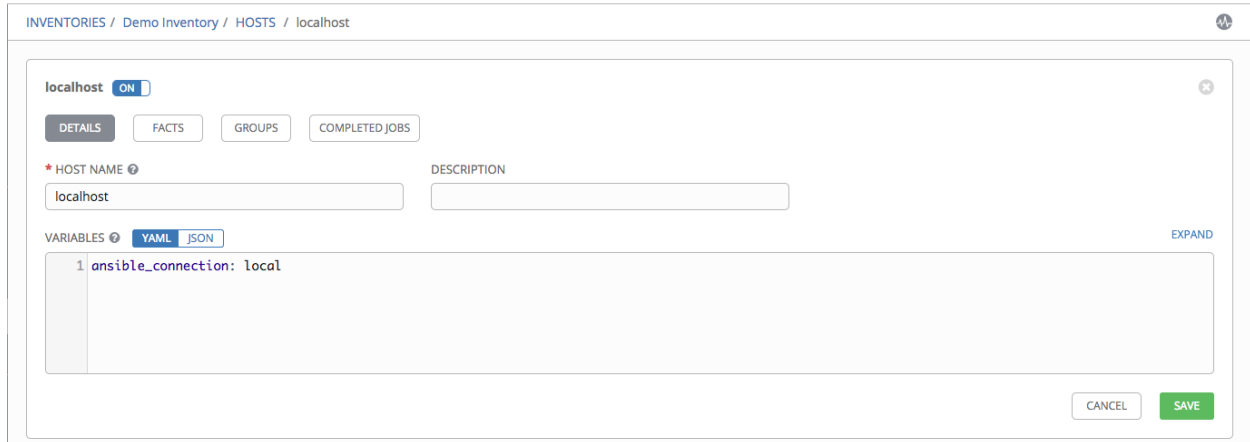 INVENTORIES / Demo Inventory / HOSTS / localhost
localhost ON
DETAILS FACTS GROUPS COMPLETED JOBS
* HOST NAME DESCRIPTION
localhost
VARIABLES YAML JSON EXPAND
1 ansible_connection: local
CANCEL SAVE